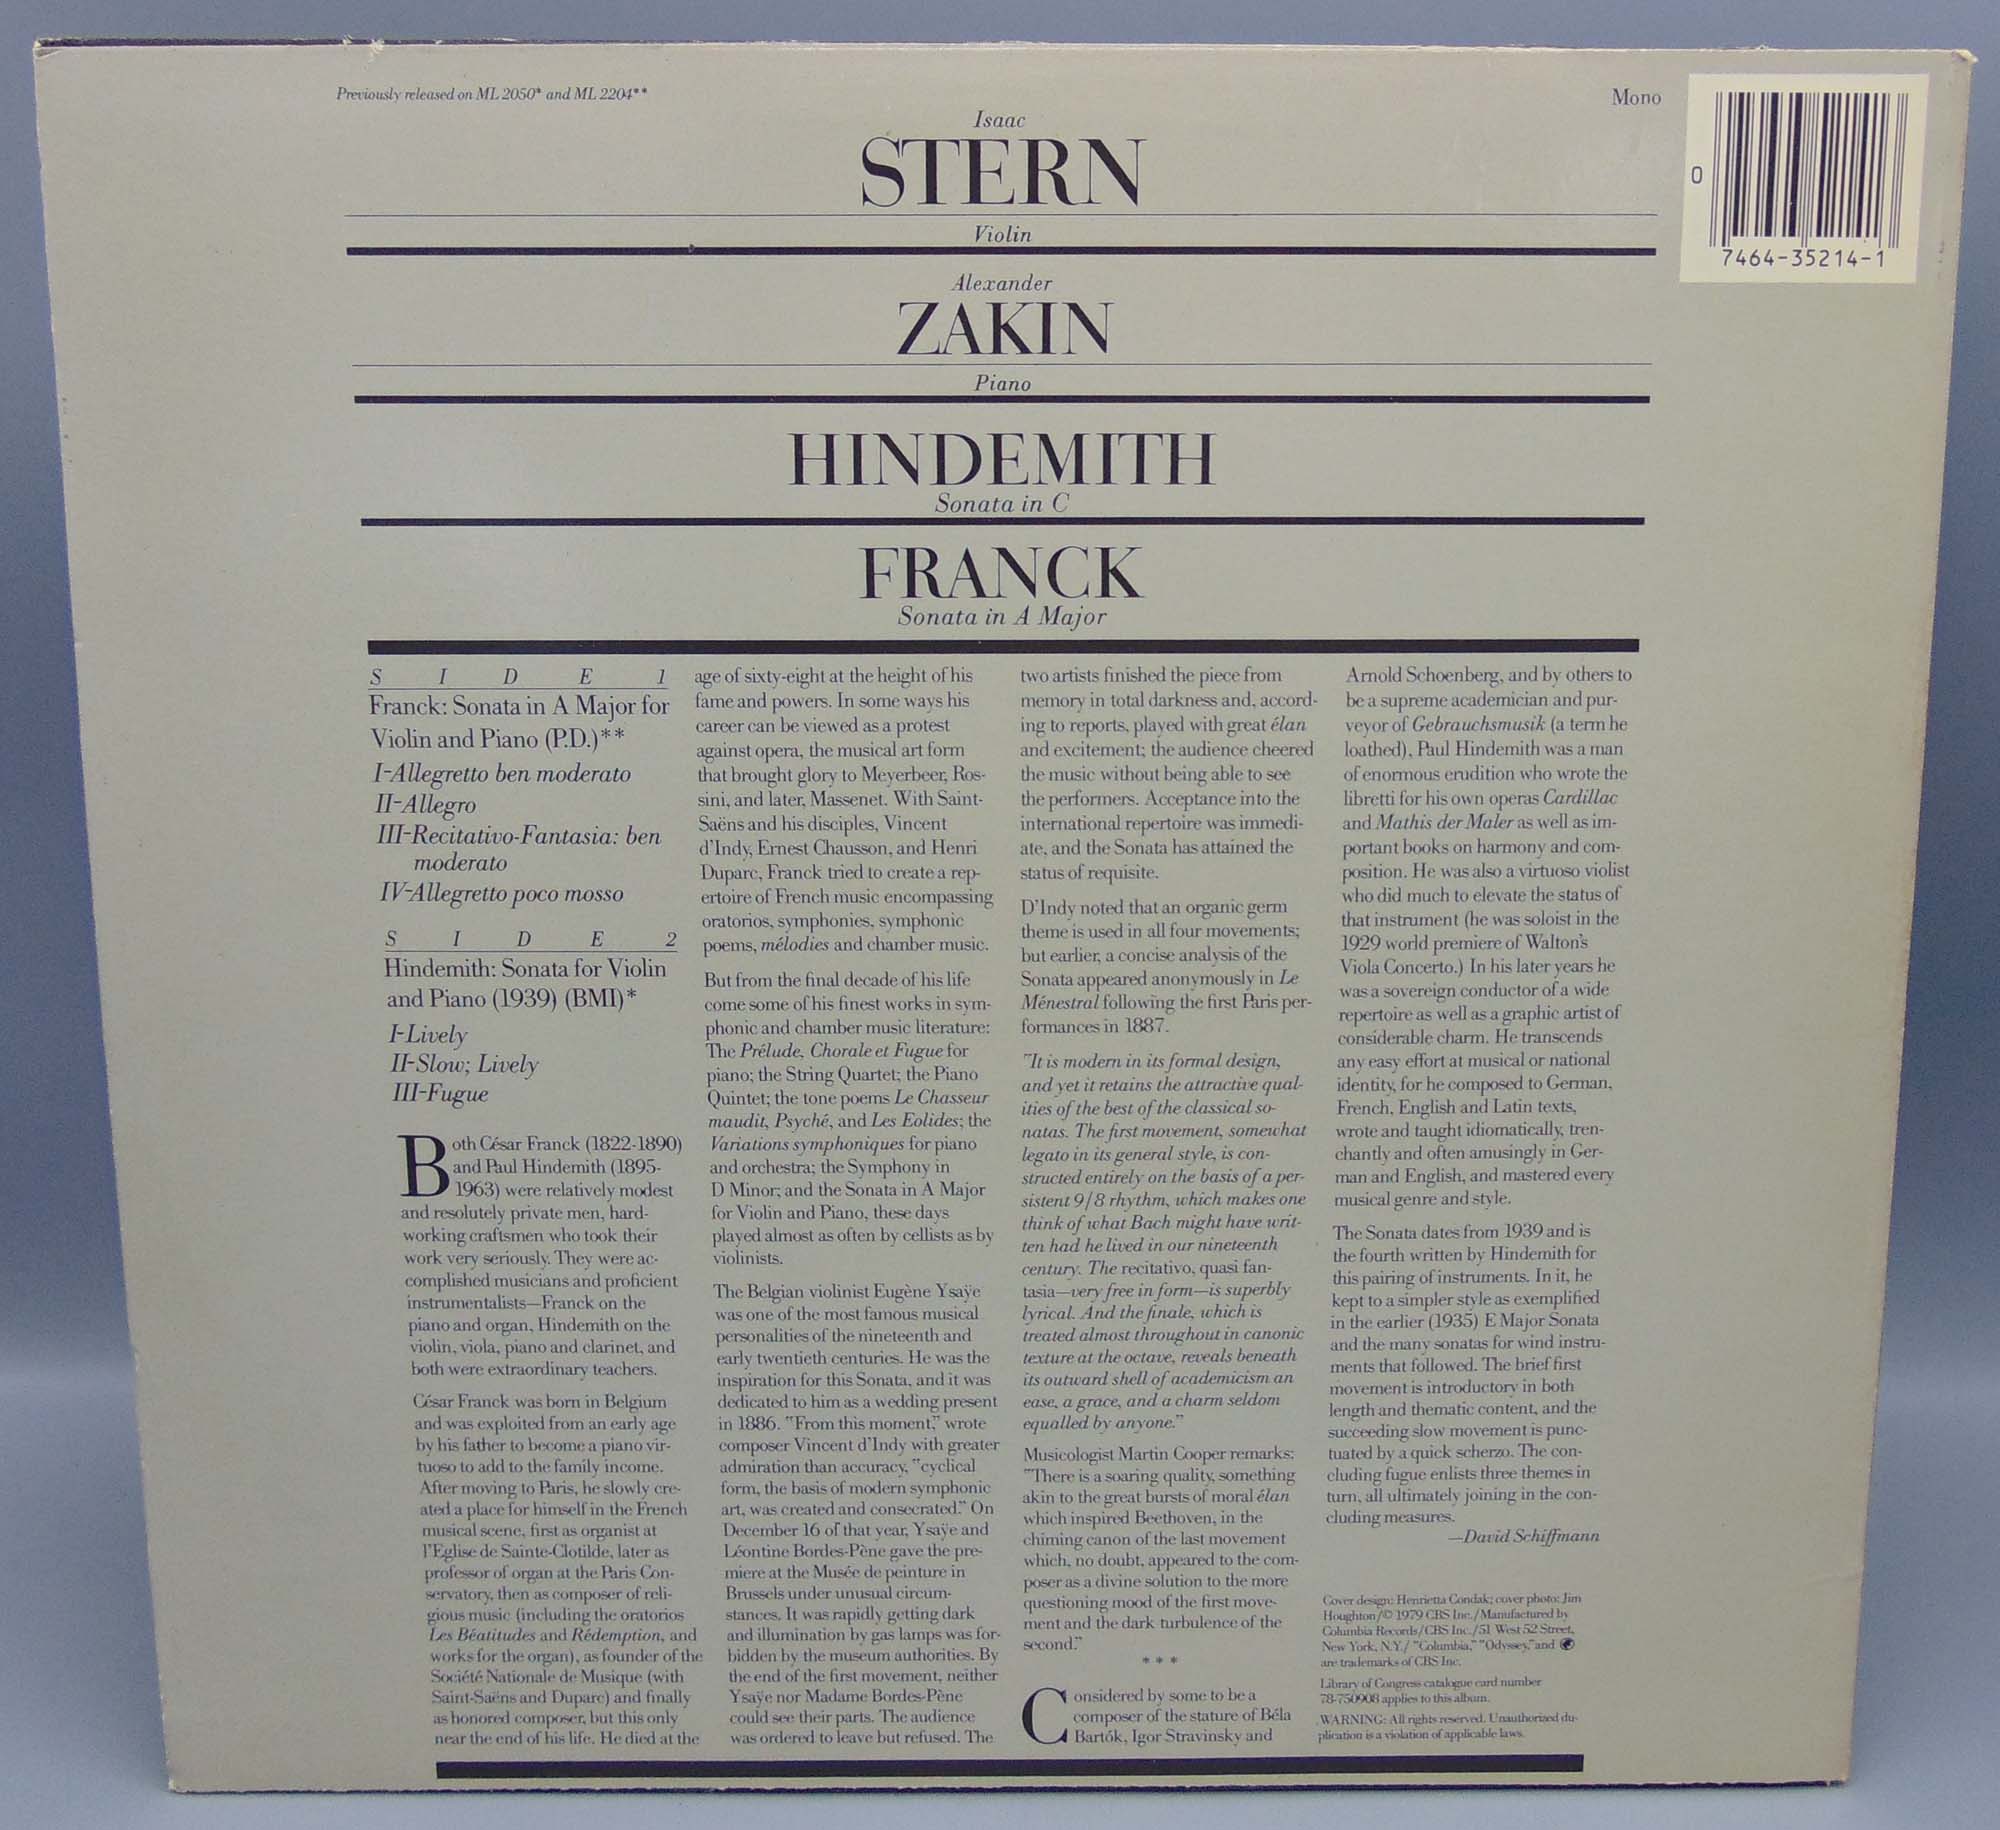 Previously released on ML 2050* and ML 2204**
Mono
Isaac
STERN
Violin
0
7464-35214-1
Alexander
ZAKIN
Piano
HINDEMITH
Sonata in C
FRANCK
Sonata in A Major
SIDE 1
Franck: Sonata in A Major for
Violin and Piano (P.D.)**
I-Allegretto ben moderato
II-Allegro
III-Recitativo-Fantasia: ben
moderato
IV-Allegretto poco mosso
SIDE 2
Hindemith: Sonata for Violin
and Piano (1939) (BMI)*
I-Lively
II-Slow; Lively
III-Fugue
Both César Franck (1822-1890)
and Paul Hindemith (1895-
1963) were relatively modest
and resolutely private men, hard-
working craftsmen who took their
work very seriously. They were ac-
complished musicians and proficient
instrumentalists—Franck on the
piano and organ, Hindemith on the
violin, viola, piano and clarinet, and
both were extraordinary teachers.
César Franck was born in Belgium
and was exploited from an early age
by his father to become a piano vir-
tuoso to add to the family income.
After moving to Paris, he slowly cre-
ated a place for himself in the French
musical scene, first as organist at
l'Eglise de Sainte-Clotilde, later as
professor of organ at the Paris Con-
servatory, then as composer of reli-
gious music (including the oratorios
Les Béatitudes and Rédemption, and
works for the organ), as founder of the
Société Nationale de Musique (with
Saint-Saëns and Duparc) and finally
as honored composer, but this only
near the end of his life. He died at the
age of sixty-eight at the height of his
fame and powers. In some ways his
career can be viewed as a protest
against opera, the musical art form
that brought glory to Meyerbeer, Ros-
sini, and later, Massenet. With Saint-
Saëns and his disciples, Vincent
d'Indy, Ernest Chausson, and Henri
Duparc, Franck tried to create a rep-
ertoire of French music encompassing
oratorios, symphonies, symphonic
poems, mélodies and chamber music.
But from the final decade of his life
come some of his finest works in sym-
phonic and chamber music literature:
The Prélude, Chorale et Fugue for
piano; the String Quartet; the Piano
Quintet; the tone poems Le Chasseur
maudit, Psyché, and Les Eolides; the
Variations symphoniques for piano
and orchestra; the Symphony in
D Minor; and the Sonata in A Major
for Violin and Piano, these days
played almost as often by cellists as by
violinists.
The Belgian violinist Eugène Ysaÿe
was one of the most famous musical
personalities of the nineteenth and
early twentieth centuries. He was the
inspiration for this Sonata, and it was
dedicated to him as a wedding present
in 1886. "From this moment," wrote
composer Vincent d'Indy with greater
admiration than accuracy, "cyclical
form, the basis of modern symphonic
art, was created and consecrated." On
December 16 of that year, Ysaÿe and
Léontine Bordes-Pène gave the pre-
miere at the Musée de peinture in
Brussels under unusual circum-
stances. It was rapidly getting dark
and illumination by gas lamps was for-
bidden by the museum authorities. By
the end of the first movement, neither
Ysaÿe nor Madame Bordes-Pène
could see their parts. The audience
was ordered to leave but refused. The
two artists finished the piece from
memory in total darkness and, accord-
ing to reports, played with great élan
and excitement; the audience cheered
the music without being able to see
the performers. Acceptance into the
international repertoire was immedi-
ate, and the Sonata has attained the
status of requisite.
D'Indy noted that an organic germ
theme is used in all four movements;
but earlier, a concise analysis of the
Sonata appeared anonymously in Le
Ménestral following the first Paris per-
formances in 1887.
"It is modern in its formal design,
and yet it retains the attractive qual-
ities of the best of the classical so-
natas. The first movement, somewhat
legato in its general style, is con-
structed entirely on the basis of a per-
sistent 9/8 rhythm, which makes one
think of what Bach might have writ-
ten had he lived in our nineteenth
century. The recitativo, quasi fan-
tasia—very free in form—is superbly
lyrical. And the finale, which is
treated almost throughout in canonic
texture at the octave, reveals beneath
its outward shell of academicism an
ease, a grace, and a charm seldom
equalled by anyone."
Musicologist Martin Cooper remarks:
"There is a soaring quality, something
akin to the great bursts of moral élan
which inspired Beethoven, in the
chiming canon of the last movement
which, no doubt, appeared to the com-
poser as a divine solution to the more
questioning mood of the first move-
ment and the dark turbulence of the
second."
* * *
Considered by some to be a
composer of the stature of Béla
Bartók, Igor Stravinsky and
Arnold Schoenberg, and by others to
be a supreme academician and pur-
veyor of Gebrauchsmusik (a term he
loathed), Paul Hindemith was a man
of enormous erudition who wrote the
libretti for his own operas Cardillac
and Mathis der Maler as well as im-
portant books on harmony and com-
position. He was also a virtuoso violist
who did much to elevate the status of
that instrument (he was soloist in the
1929 world premiere of Walton's
Viola Concerto.) In his later years he
was a sovereign conductor of a wide
repertoire as well as a graphic artist of
considerable charm. He transcends
any easy effort at musical or national
identity, for he composed to German,
French, English and Latin texts,
wrote and taught idiomatically, tren-
chantly and often amusingly in Ger-
man and English, and mastered every
musical genre and style.
The Sonata dates from 1939 and is
the fourth written by Hindemith for
this pairing of instruments. In it, he
kept to a simpler style as exemplified
in the earlier (1935) E Major Sonata
and the many sonatas for wind instru-
ments that followed. The brief first
movement is introductory in both
length and thematic content, and the
succeeding slow movement is punc-
tuated by a quick scherzo. The con-
cluding fugue enlists three themes in
turn, all ultimately joining in the con-
cluding measures.
—David Schiffmann
Cover design: Henrietta Condak; cover photo: Jim
Houghton/© 1979 CBS Inc./Manufactured by
Columbia Records/CBS Inc./51 West 52 Street,
New York, N.Y./ "Columbia," "Odyssey," and
are trademarks of CBS Inc.
Library of Congress catalogue card number
78-750908 applies to this album.
WARNING: All rights reserved. Unauthorized du-
plication is a violation of applicable laws.